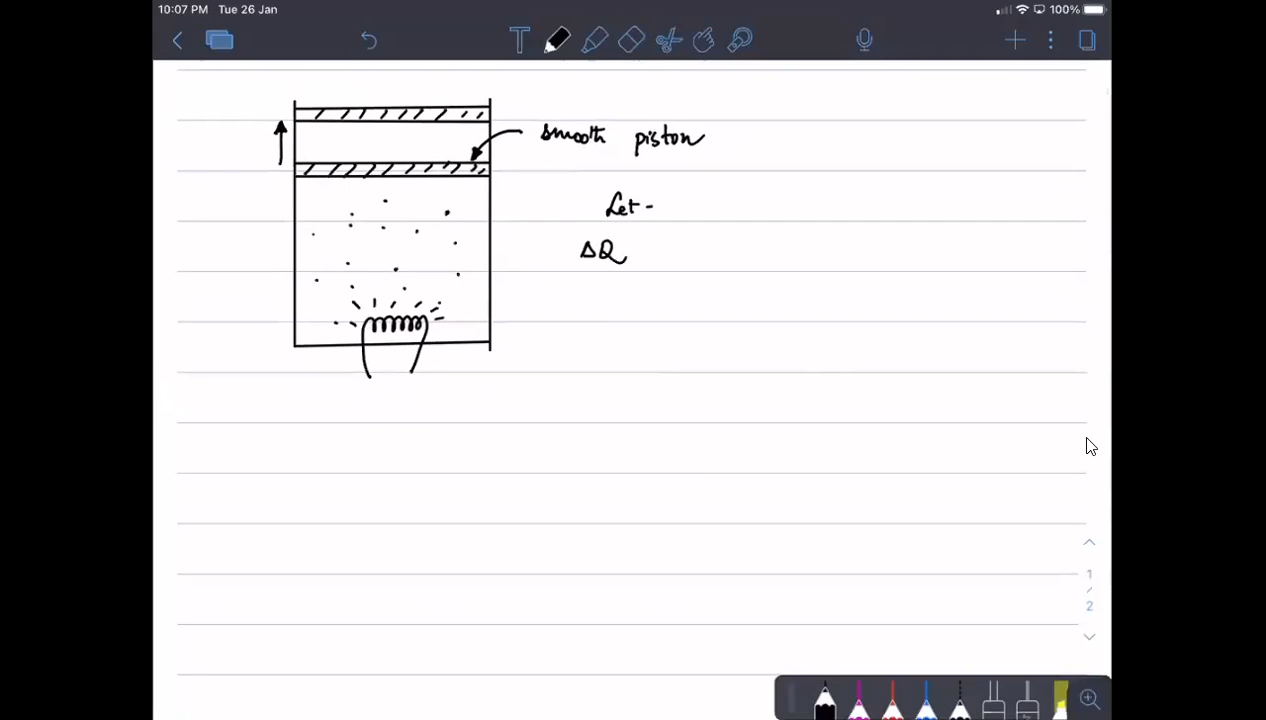 10:07 PM Tue 26 Jan
100%
T
smooth piston
Let -
ΔQ
1
/
2